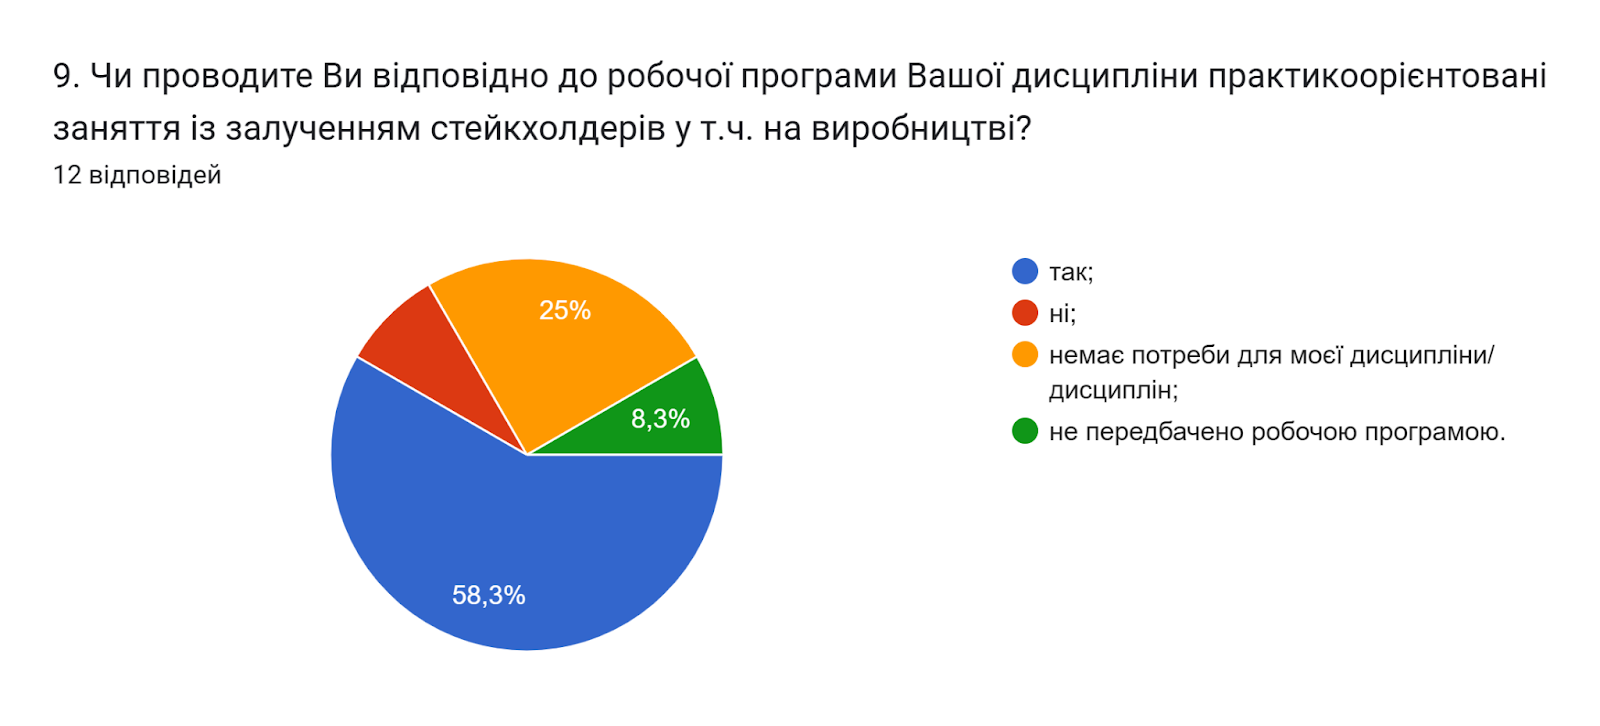 9. Чи проводите Ви відповідно до робочої програми Вашої дисципліни практикоорієнтовані
заняття із залученням стейкхолдерів у т.ч. на виробництві?
12 відповідей
25%
8,3%
58,3%
так;
ні;
немає потреби для моєї дисципліни/
дисциплін;
не передбачено робочою програмою.